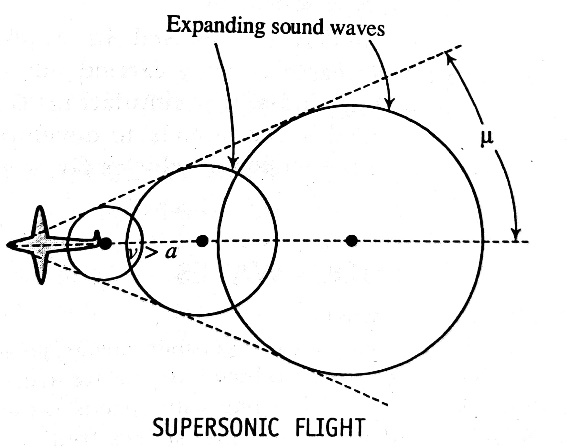 Expanding sound waves
μ
v > a
SUPERSONIC FLIGHT